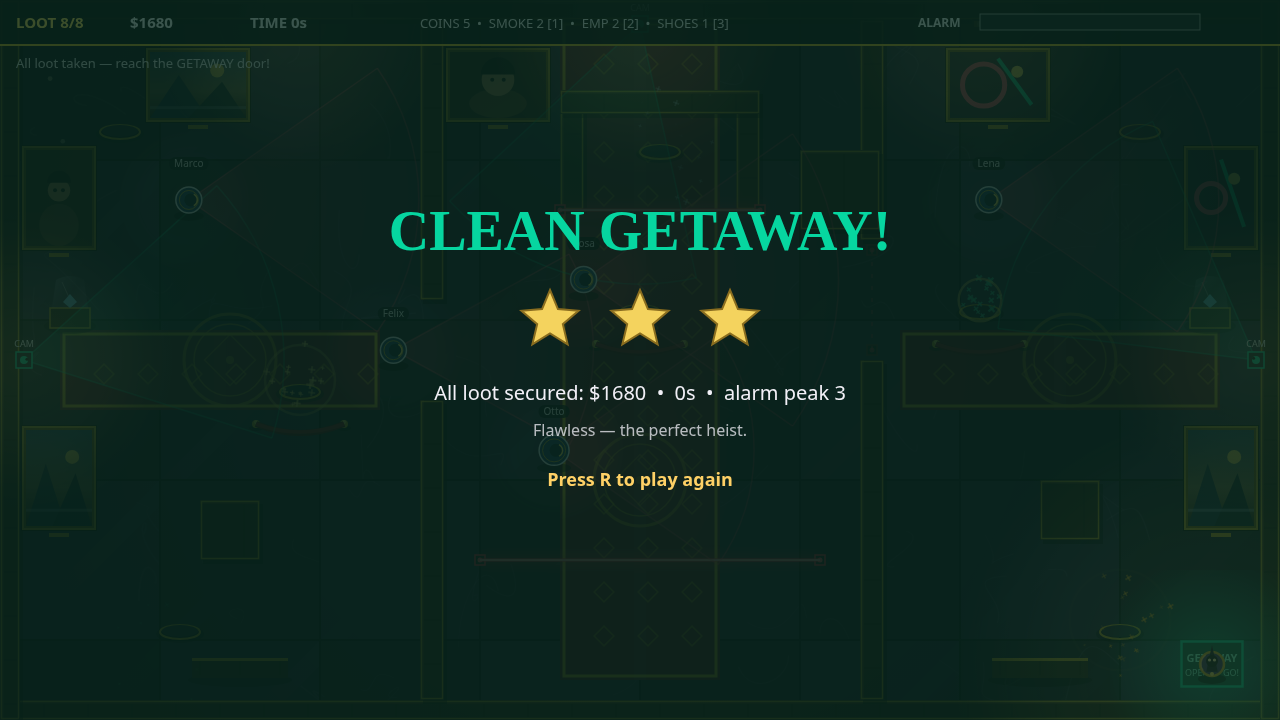 LOOT 8/8 $1680 TIME 0s COINS 5 • SMOKE 2 [1] • EMP 2 [2] • SHOES 1 [3] ALARM
All loot taken — reach the GETAWAY door!
Marco
Lena
CLEAN GETAWAY!
Felix
CAM
CAM
All loot secured: $1680 • 0s • alarm peak 3
Otto
Flawless — the perfect heist.
Press R to play again